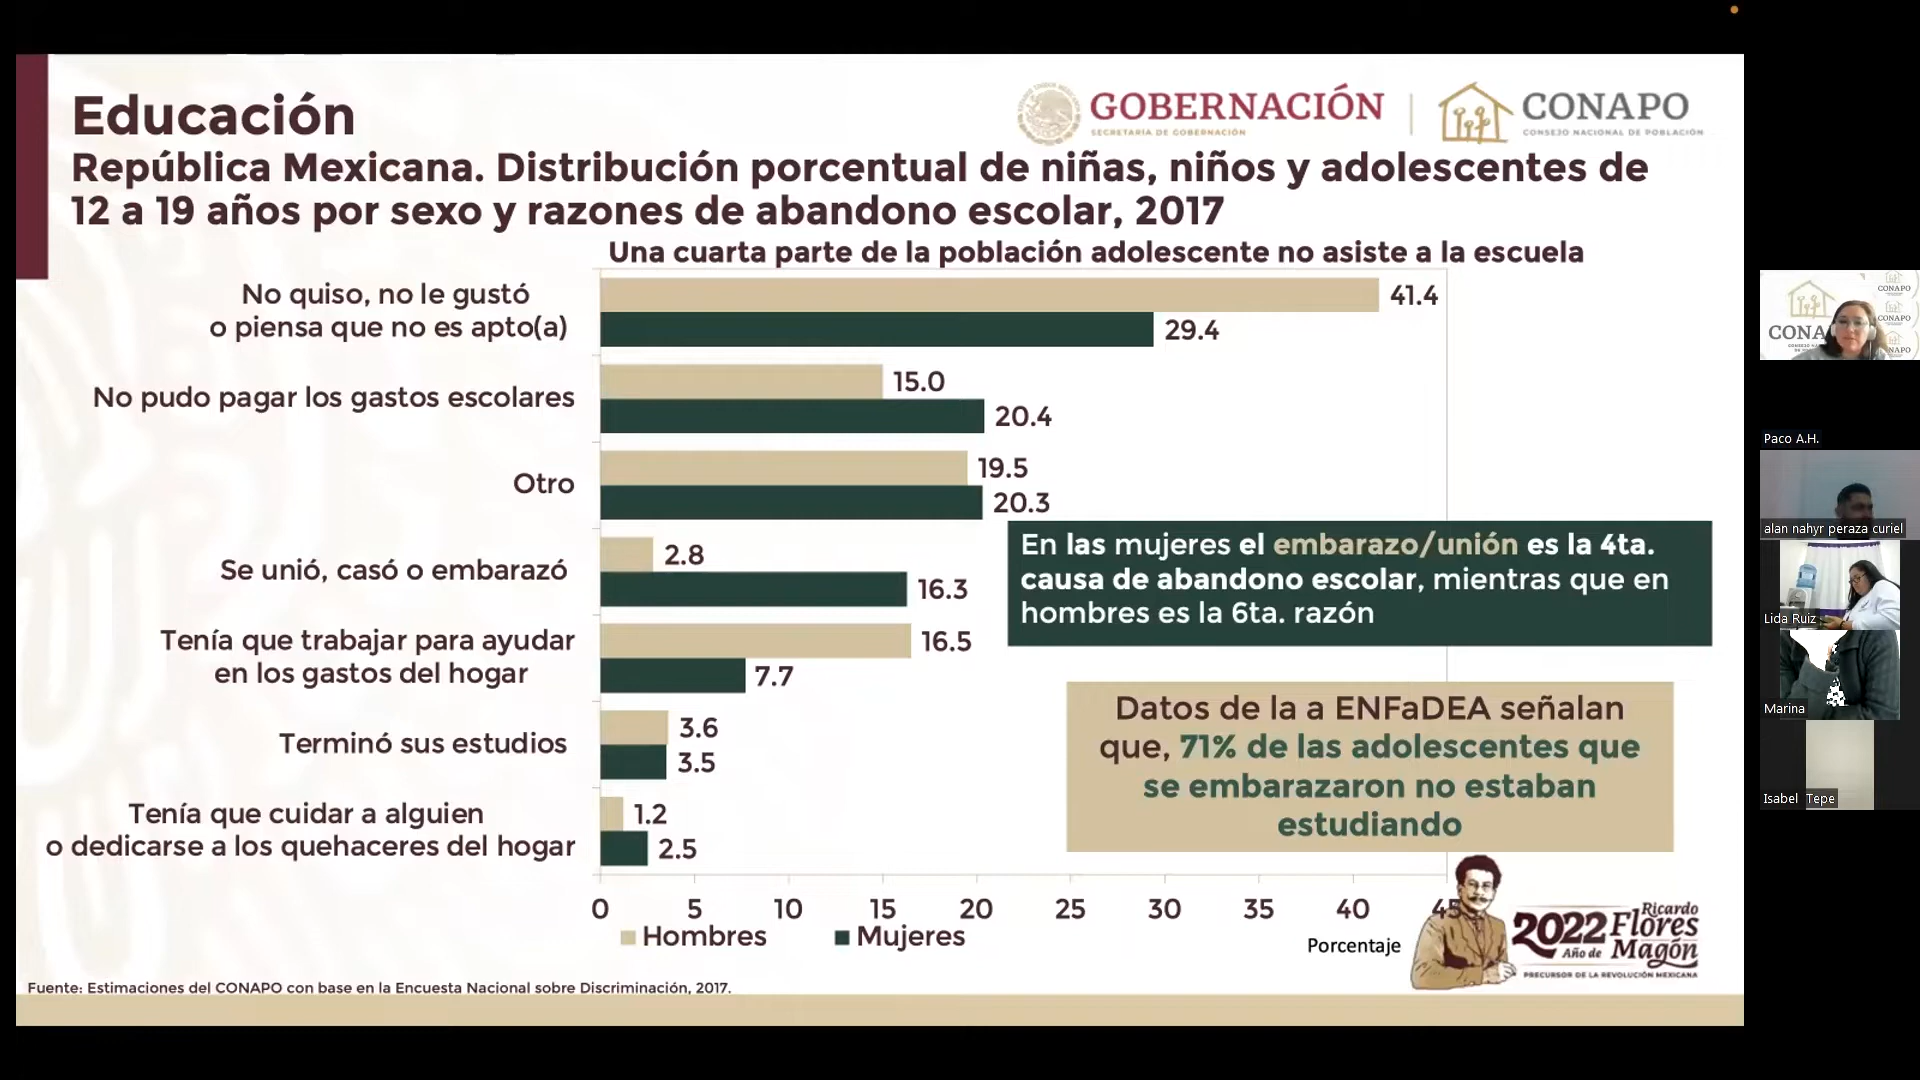 Educación
GOBERNACIÓN
SECRETARÍA DE GOBERNACIÓN
CONAPO
CONSEJO NACIONAL DE POBLACIÓN
República Mexicana. Distribución porcentual de niñas, niños y adolescentes de
12 a 19 años por sexo y razones de abandono escolar, 2017
Una cuarta parte de la población adolescente no asiste a la escuela
No quiso, no le gustó
o piensa que no es apto(a)
41.4
29.4
No pudo pagar los gastos escolares
15.0
20.4
Otro
19.5
20.3
Se unió, casó o embarazó
2.8
16.3
Tenía que trabajar para ayudar
en los gastos del hogar
16.5
7.7
Terminó sus estudios
3.6
3.5
Tenía que cuidar a alguien
o dedicarse a los quehaceres del hogar
1.2
2.5
En las mujeres el embarazo/unión es la 4ta.
causa de abandono escolar, mientras que en
hombres es la 6ta. razón
Datos de la a ENFaDEA señalan
que, 71% de las adolescentes que
se embarazaron no estaban
estudiando
0 5 10 15 20 25 30 35 40 45
Hombres Mujeres
Porcentaje
2022 Ricardo
Flores
Año de Magón
PRECURSOR DE LA REVOLUCIÓN MEXICANA
Fuente: Estimaciones del CONAPO con base en la Encuesta Nacional sobre Discriminación, 2017.
CONAPO
CONA
CONAPO
NAPO
Paco A.H.
alan nahyr peraza curiel
Lida Ruiz
Marina
Isabel Tepe